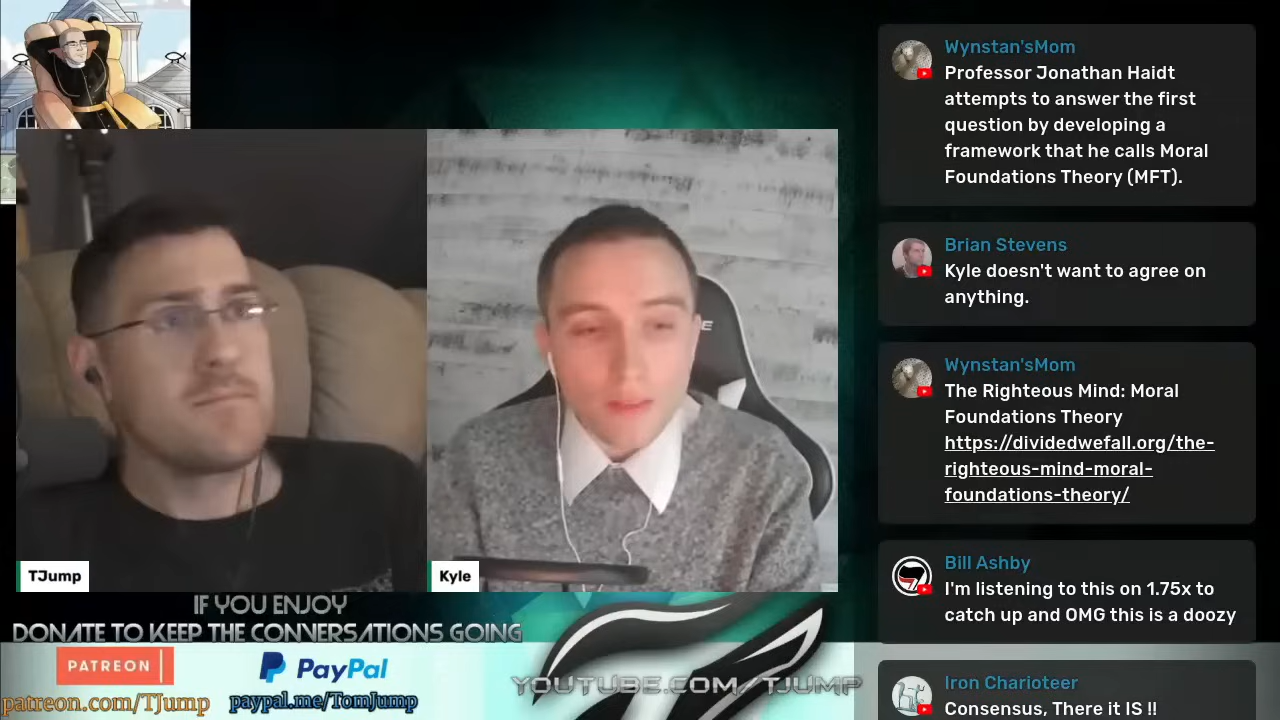 Wynstan'sMom
Professor Jonathan Haidt
attempts to answer the first
question by developing a
framework that he calls Moral
Foundations Theory (MFT).
Brian Stevens
Kyle doesn't want to agree on
anything.
Wynstan'sMom
The Righteous Mind: Moral
Foundations Theory
https://dividedwefall.org/the-
righteous-mind-moral-
foundations-theory/
Bill Ashby
I'm listening to this on 1.75x to
catch up and OMG this is a doozy
Iron Charioteer
Consensus, There it IS !!
E
TJump
Kyle
IF YOU ENJOY
DONATE TO KEEP THE CONVERSATIONS GOING
PATREON
PayPal
patreon.com/TJump
paypal.me/TomJump
YOUTUBE.COM/TJUMP